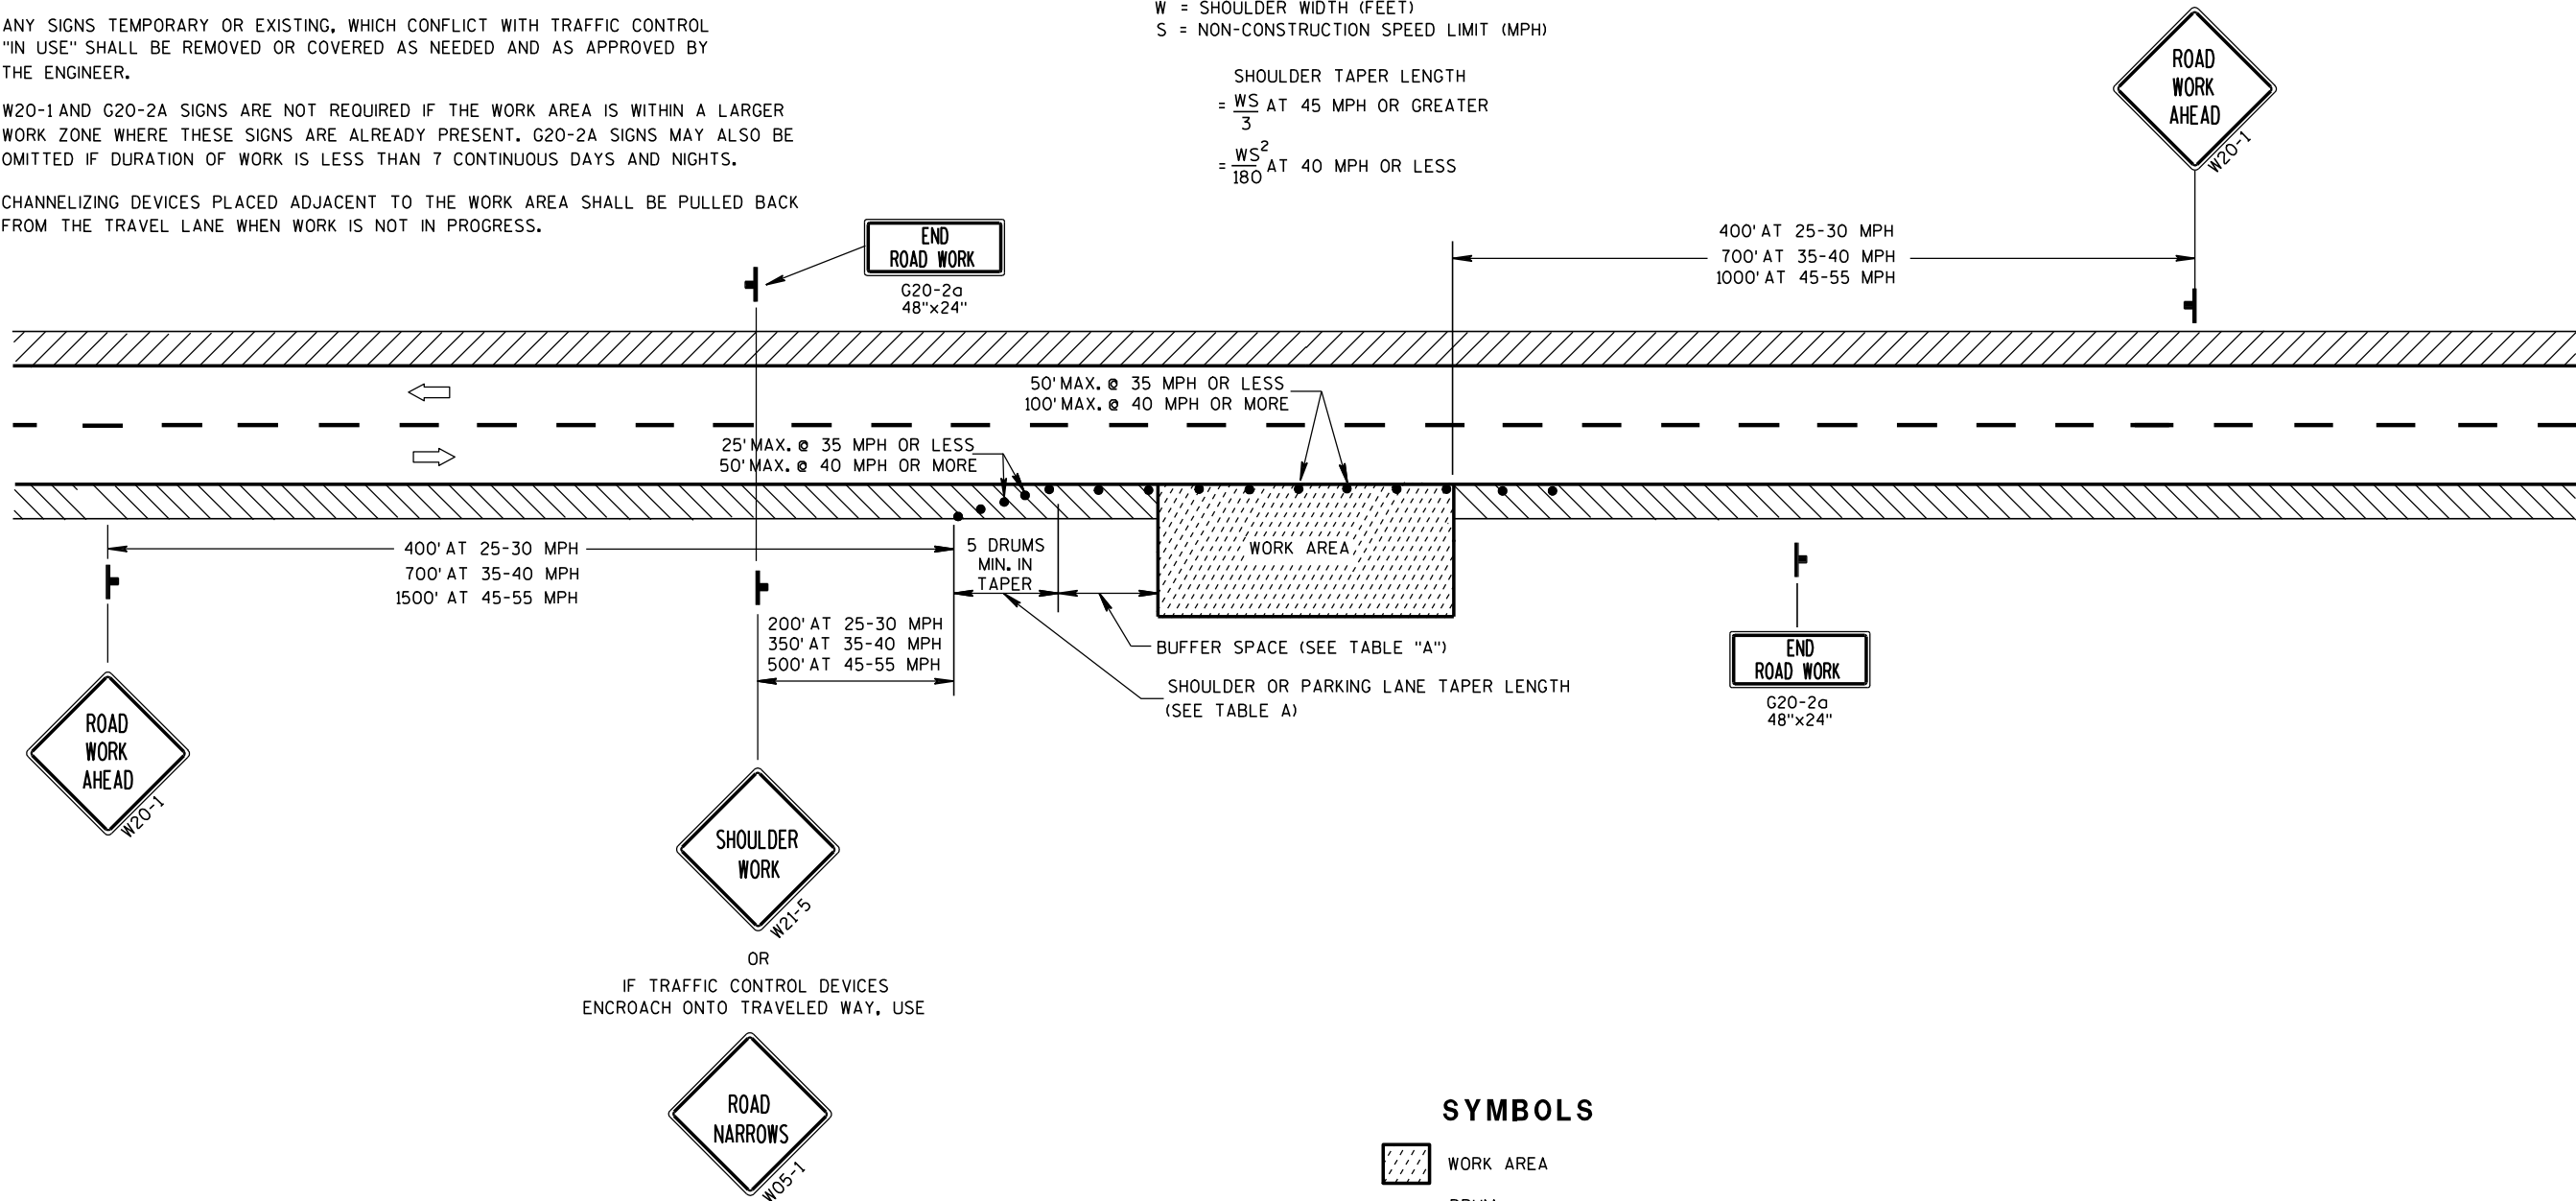 ANY SIGNS TEMPORARY OR EXISTING, WHICH CONFLICT WITH TRAFFIC CONTROL
"IN USE" SHALL BE REMOVED OR COVERED AS NEEDED AND AS APPROVED BY
THE ENGINEER.
W20-1 AND G20-2A SIGNS ARE NOT REQUIRED IF THE WORK AREA IS WITHIN A LARGER
WORK ZONE WHERE THESE SIGNS ARE ALREADY PRESENT. G20-2A SIGNS MAY ALSO BE
OMITTED IF DURATION OF WORK IS LESS THAN 7 CONTINUOUS DAYS AND NIGHTS.
CHANNELIZING DEVICES PLACED ADJACENT TO THE WORK AREA SHALL BE PULLED BACK
FROM THE TRAVEL LANE WHEN WORK IS NOT IN PROGRESS.
W = SHOULDER WIDTH (FEET)
S = NON-CONSTRUCTION SPEED LIMIT (MPH)
SHOULDER TAPER LENGTH
= WS/3 AT 45 MPH OR GREATER
= WS²/180 AT 40 MPH OR LESS
ROAD
WORK
AHEAD
W20-1
END
ROAD WORK
G20-2a
48"x24"
400' AT 25-30 MPH
700' AT 35-40 MPH
1000' AT 45-55 MPH
50' MAX. @ 35 MPH OR LESS
100' MAX. @ 40 MPH OR MORE
25' MAX. @ 35 MPH OR LESS
50' MAX. @ 40 MPH OR MORE
400' AT 25-30 MPH
700' AT 35-40 MPH
1500' AT 45-55 MPH
5 DRUMS
MIN. IN
TAPER
WORK AREA
200' AT 25-30 MPH
350' AT 35-40 MPH
500' AT 45-55 MPH
BUFFER SPACE (SEE TABLE "A")
SHOULDER OR PARKING LANE TAPER LENGTH
(SEE TABLE A)
END
ROAD WORK
G20-2a
48"x24"
ROAD
WORK
AHEAD
W20-1
SHOULDER
WORK
W21-5
OR
IF TRAFFIC CONTROL DEVICES
ENCROACH ONTO TRAVELED WAY, USE
ROAD
NARROWS
W05-1
SYMBOLS
WORK AREA